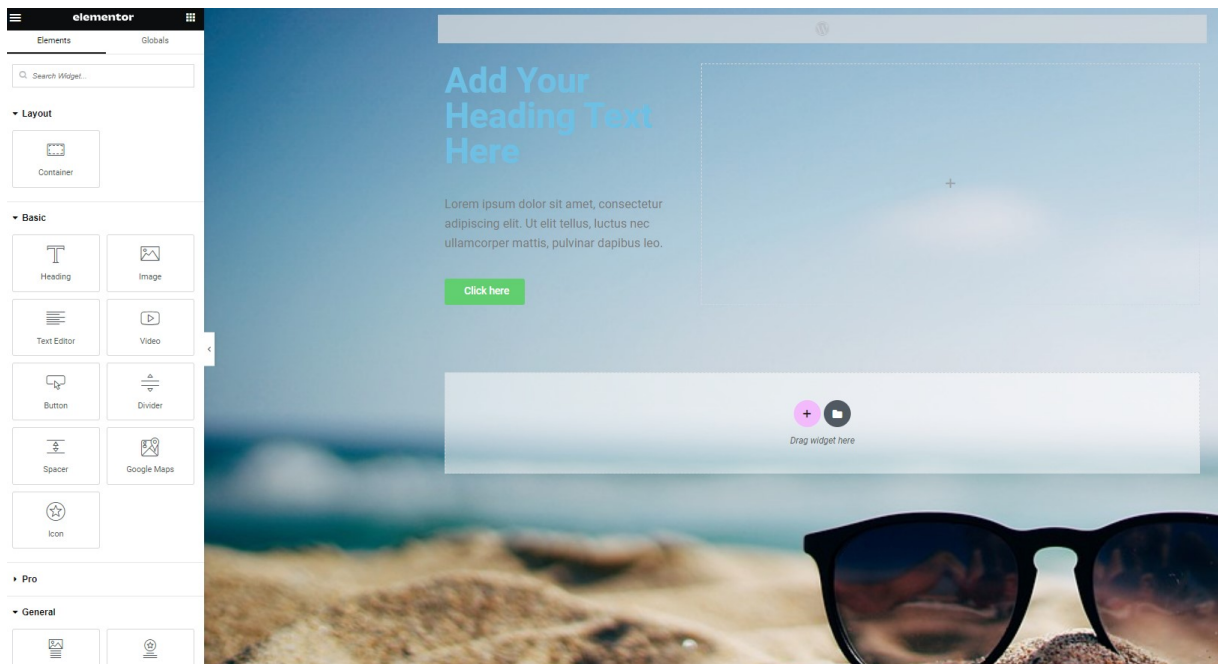 elementor
Elements
Globals
Search Widget...
Layout
Container
Basic
Heading
Image
Text Editor
Video
Button
Divider
Spacer
Google Maps
Icon
Pro
General
Add Your
Heading Text
Here
Lorem ipsum dolor sit amet, consectetur
adipiscing elit. Ut elit tellus, luctus nec
ullamcorper mattis, pulvinar dapibus leo.
Click here
Drag widget here